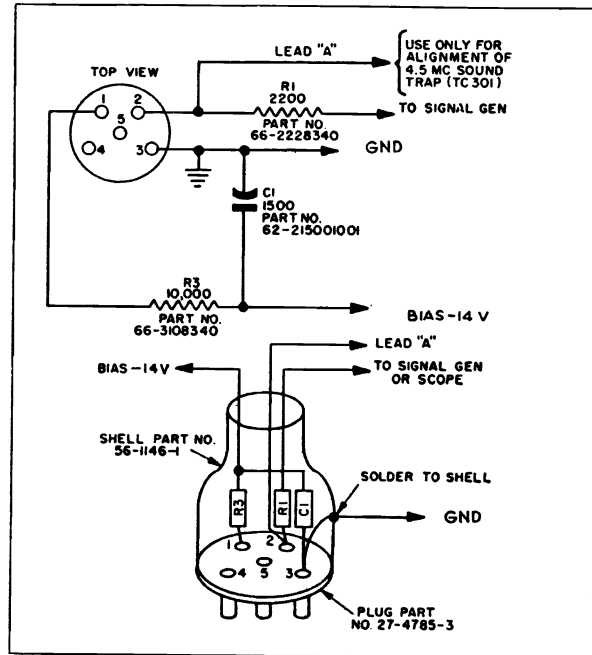 LEAD "A"
USE ONLY FOR
ALIGNMENT OF
4.5 MC SOUND
TRAP (TC 301)
TOP VIEW
1
2
5
4
3
R1
2200
PART NO.
66-2228340
TO SIGNAL GEN
GND
C1
1500
PART NO.
62-215001001
R3
10,000
PART NO.
66-3108340
BIAS-14 V
LEAD "A"
BIAS-14V
TO SIGNAL GEN
OR SCOPE
SHELL PART NO.
56-1146-1
SOLDER TO SHELL
R3
R1
C1
GND
1
2
4
5
3
PLUG PART
NO. 27-4785-3